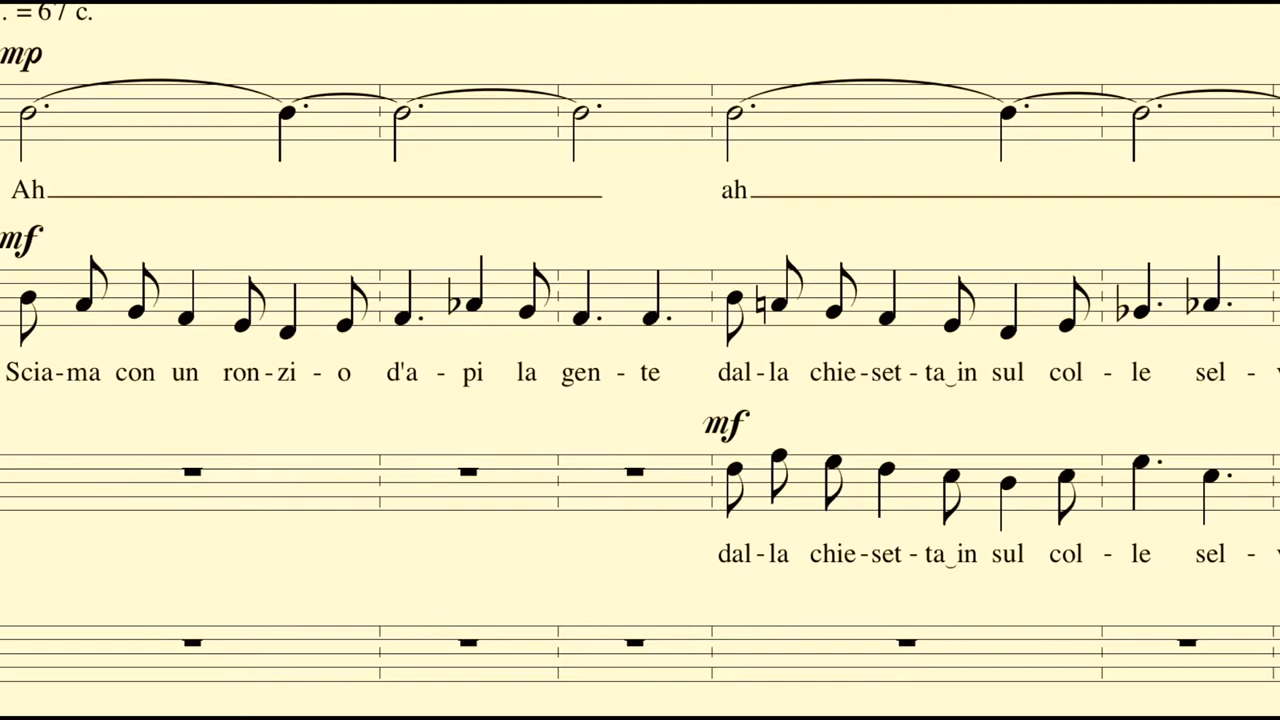 . = 67 c.
mp
Ah ah
mf
Scia-ma con un ron-zi - o d'a - pi la gen - te dal-la chie-set-ta‿in sul col - le sel -
mf
dal-la chie-set-ta‿in sul col - le sel -